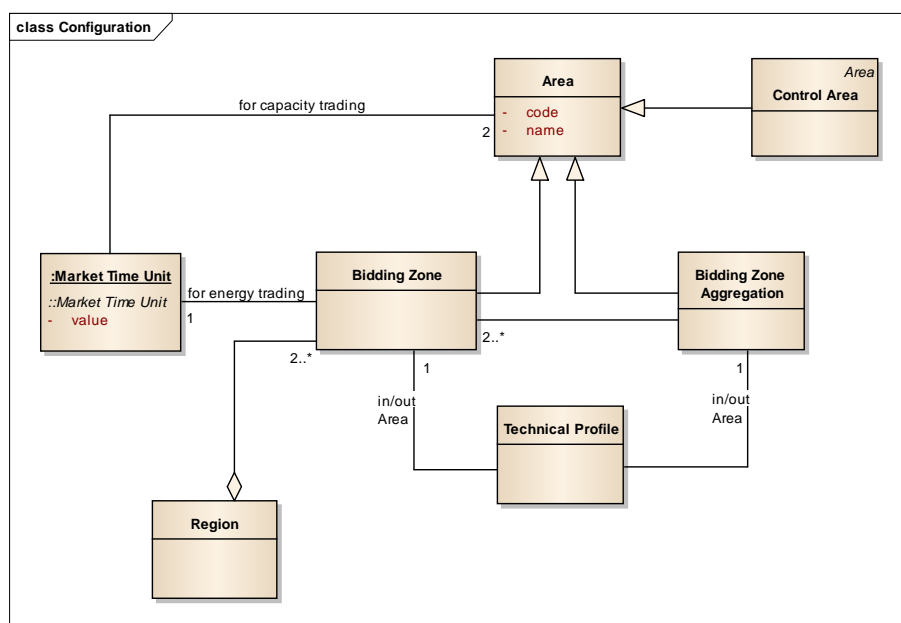 class Configuration
Area
- code
- name
Area
Control Area
for capacity trading
2
:Market Time Unit
::Market Time Unit
- value
for energy trading
1
Bidding Zone
Bidding Zone
Aggregation
2..*
2..*
1
1
in/out
Area
in/out
Area
Technical Profile
Region